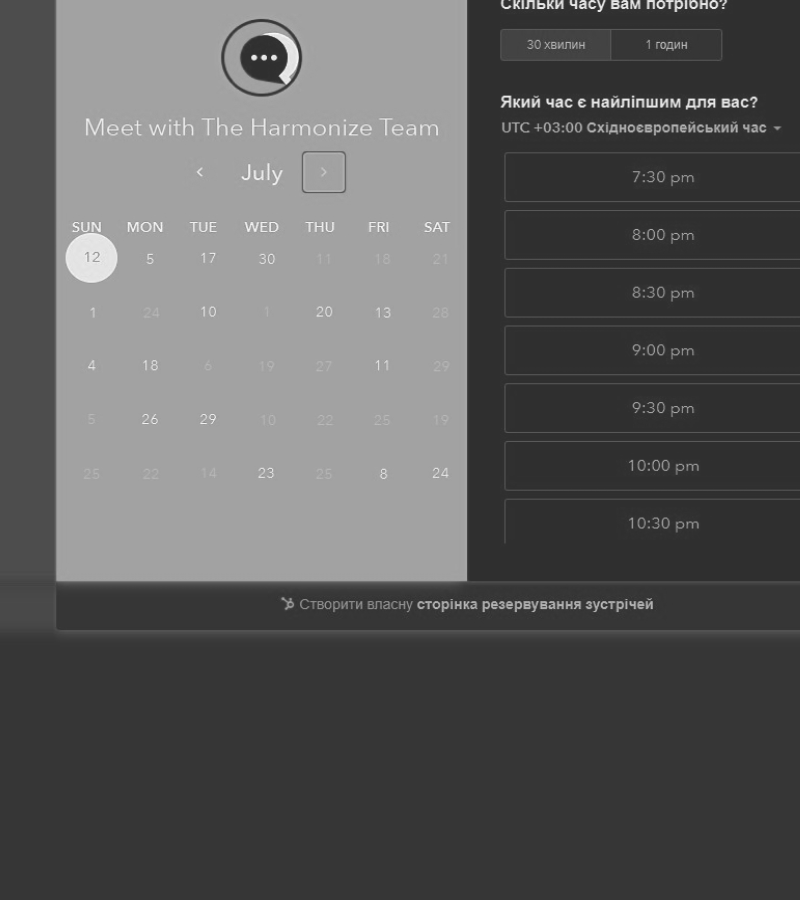 Скільки часу вам потрібно?
30 хвилин 1 годин
Meet with The Harmonize Team
July
SUN MON TUE WED THU FRI SAT
12 5 17 30 11 18 21
1 24 10 1 20 13 28
4 18 6 19 27 11 29
5 26 29 10 22 25 19
25 22 14 23 25 8 24
Який час є найліпшим для вас?
UTC +03:00 Східноєвропейський час
7:30 pm
8:00 pm
8:30 pm
9:00 pm
9:30 pm
10:00 pm
10:30 pm
Створити власну сторінка резервування зустрічей